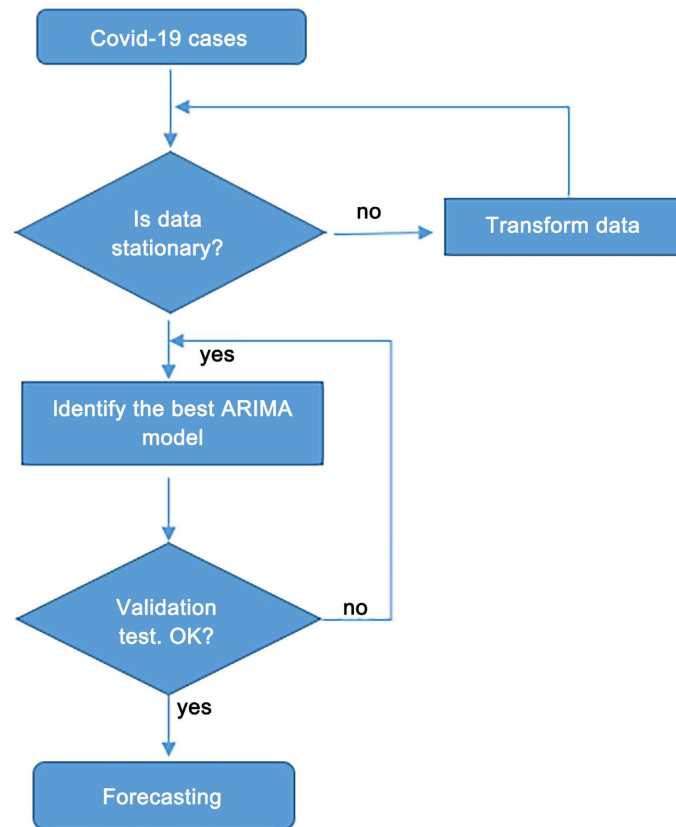 Covid-19 cases
Is data
stationary?
no
Transform data
yes
Identify the best ARIMA
model
Validation
test. OK?
no
yes
Forecasting